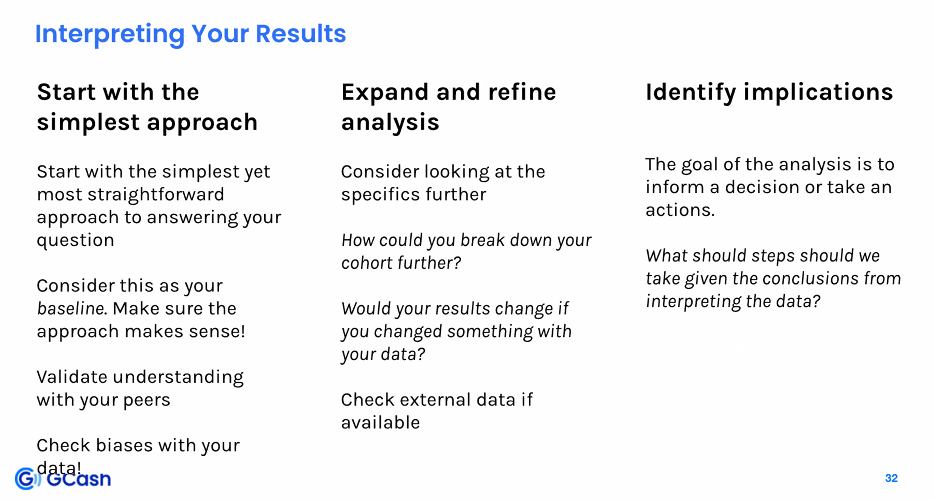 Interpreting Your Results
Start with the
simplest approach
Start with the simplest yet
most straightforward
approach to answering your
question
Consider this as your
baseline. Make sure the
approach makes sense!
Validate understanding
with your peers
Check biases with your
data!
Expand and refine
analysis
Consider looking at the
specifics further
How could you break down your
cohort further?
Would your results change if
you changed something with
your data?
Check external data if
available
Identify implications
The goal of the analysis is to
inform a decision or take an
actions.
What should steps should we
take given the conclusions from
interpreting the data?
GCash
32